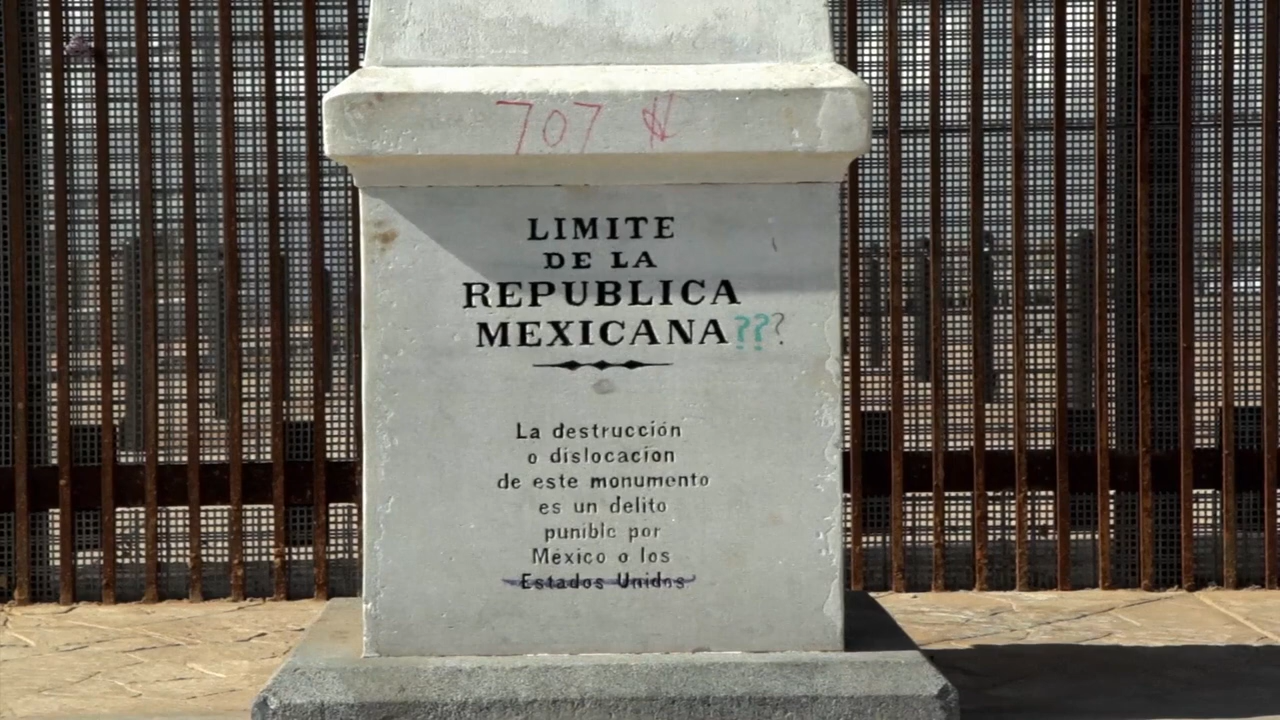 707 H
LIMITE
DE LA
REPUBLICA
MEXICANA???
La destrucción
o dislocacion
de este monumento
es un delito
punible por
México o los
Estados Unidos